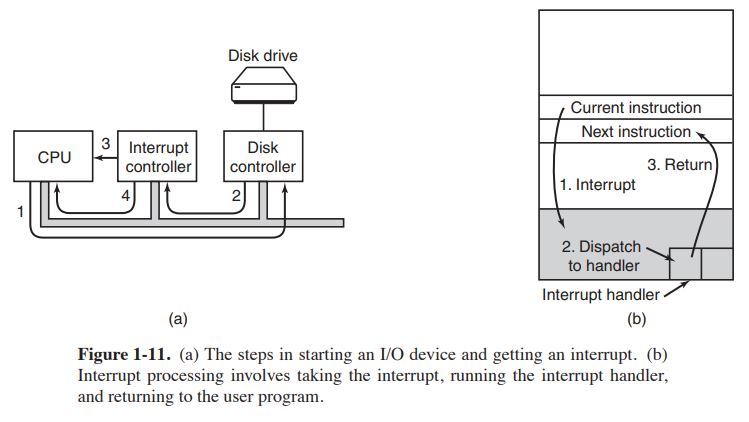 Disk drive
CPU
3
Interrupt
controller
Disk
controller
1
4
2
(a)
Current instruction
Next instruction
3. Return
1. Interrupt
2. Dispatch
to handler
Interrupt handler
(b)
Figure 1-11. (a) The steps in starting an I/O device and getting an interrupt. (b)
Interrupt processing involves taking the interrupt, running the interrupt handler,
and returning to the user program.